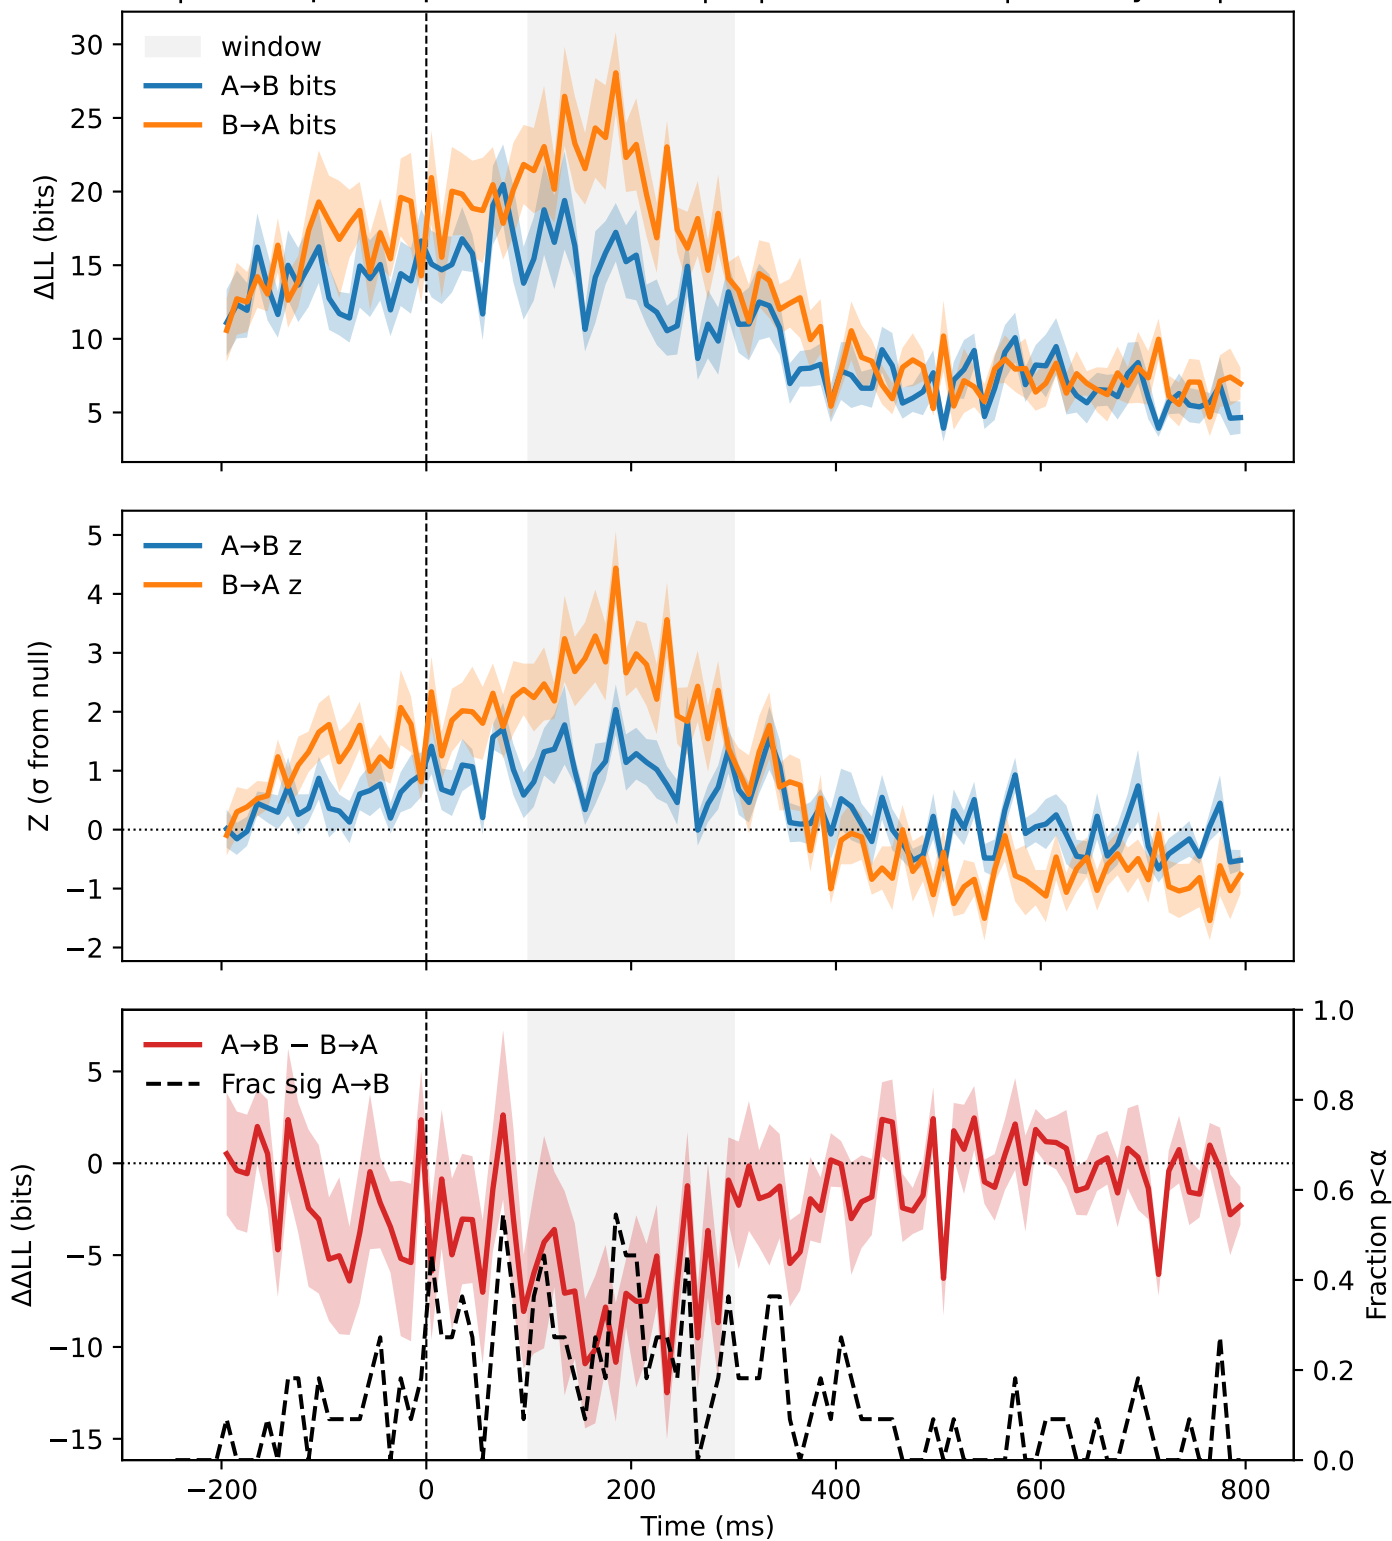 window
A→B bits
B→A bits
ΔLL (bits)
30
25
20
15
10
5
A→B z
B→A z
Z (σ from null)
5
4
3
2
1
0
−1
−2
A→B − B→A
Frac sig A→B
ΔΔLL (bits)
5
0
−5
−10
−15
1.0
0.8
0.6
0.4
0.2
0.0
Fraction p<α
−200
0
200
400
600
800
Time (ms)